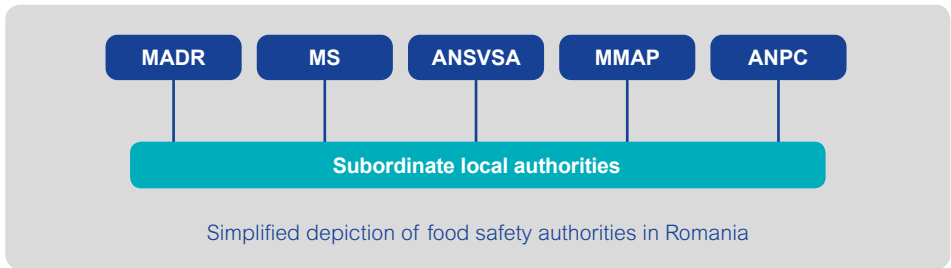 MADR MS ANSVSA MMAP ANPC
Subordinate local authorities
Simplified depiction of food safety authorities in Romania